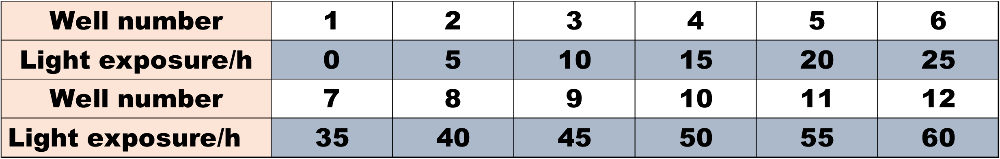 Well number 1 2 3 4 5 6
Light exposure/h 0 5 10 15 20 25
Well number 7 8 9 10 11 12
Light exposure/h 35 40 45 50 55 60